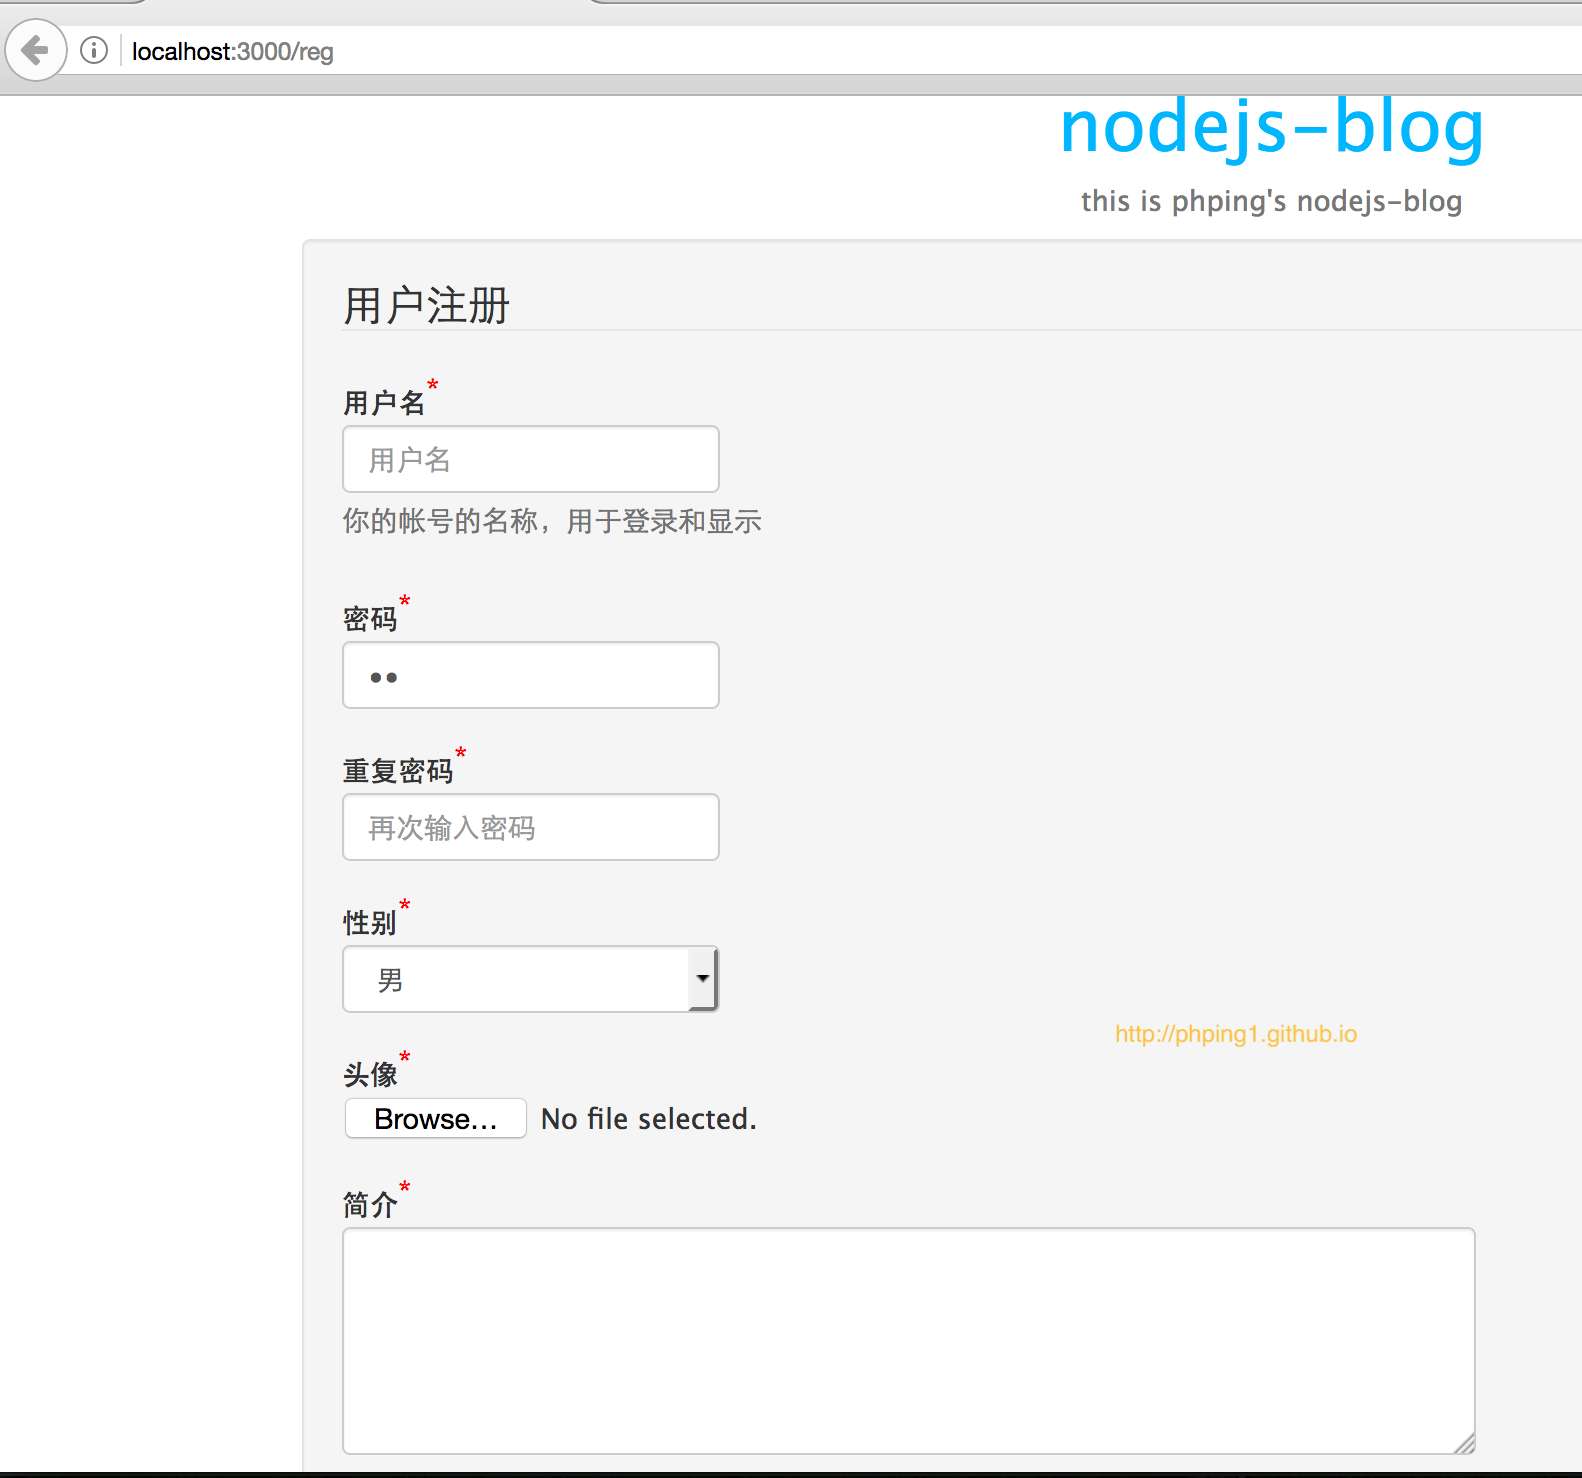 localhost:3000/reg
nodejs-blog
this is phping's nodejs-blog
用户注册
用户名*
用户名
你的帐号的名称，用于登录和显示
密码*
重复密码*
再次输入密码
性别*
男
http://phping1.github.io
头像*
Browse... No file selected.
简介*